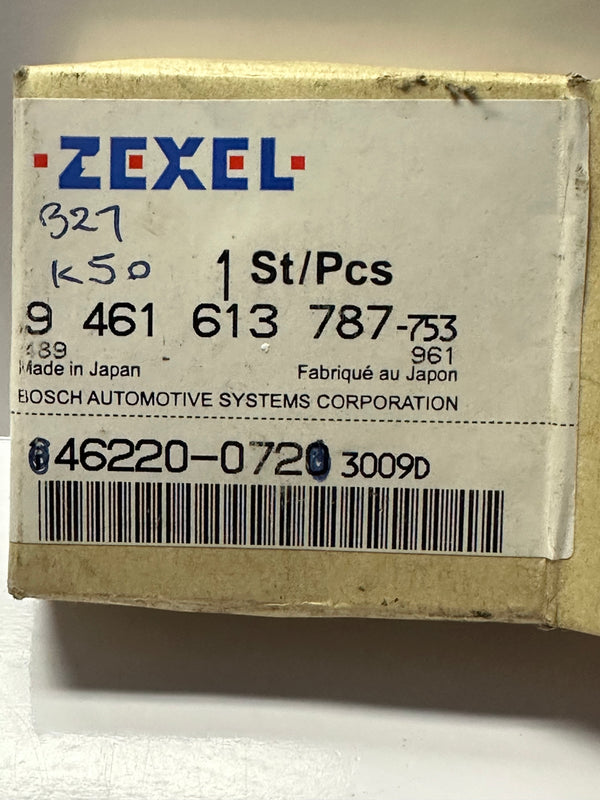 ZEXEL
B27
K50
1 St/Pcs
9 461 613 787-753
489 961
Made in Japan Fabriqué au Japon
BOSCH AUTOMOTIVE SYSTEMS CORPORATION
146220-0720 3009D